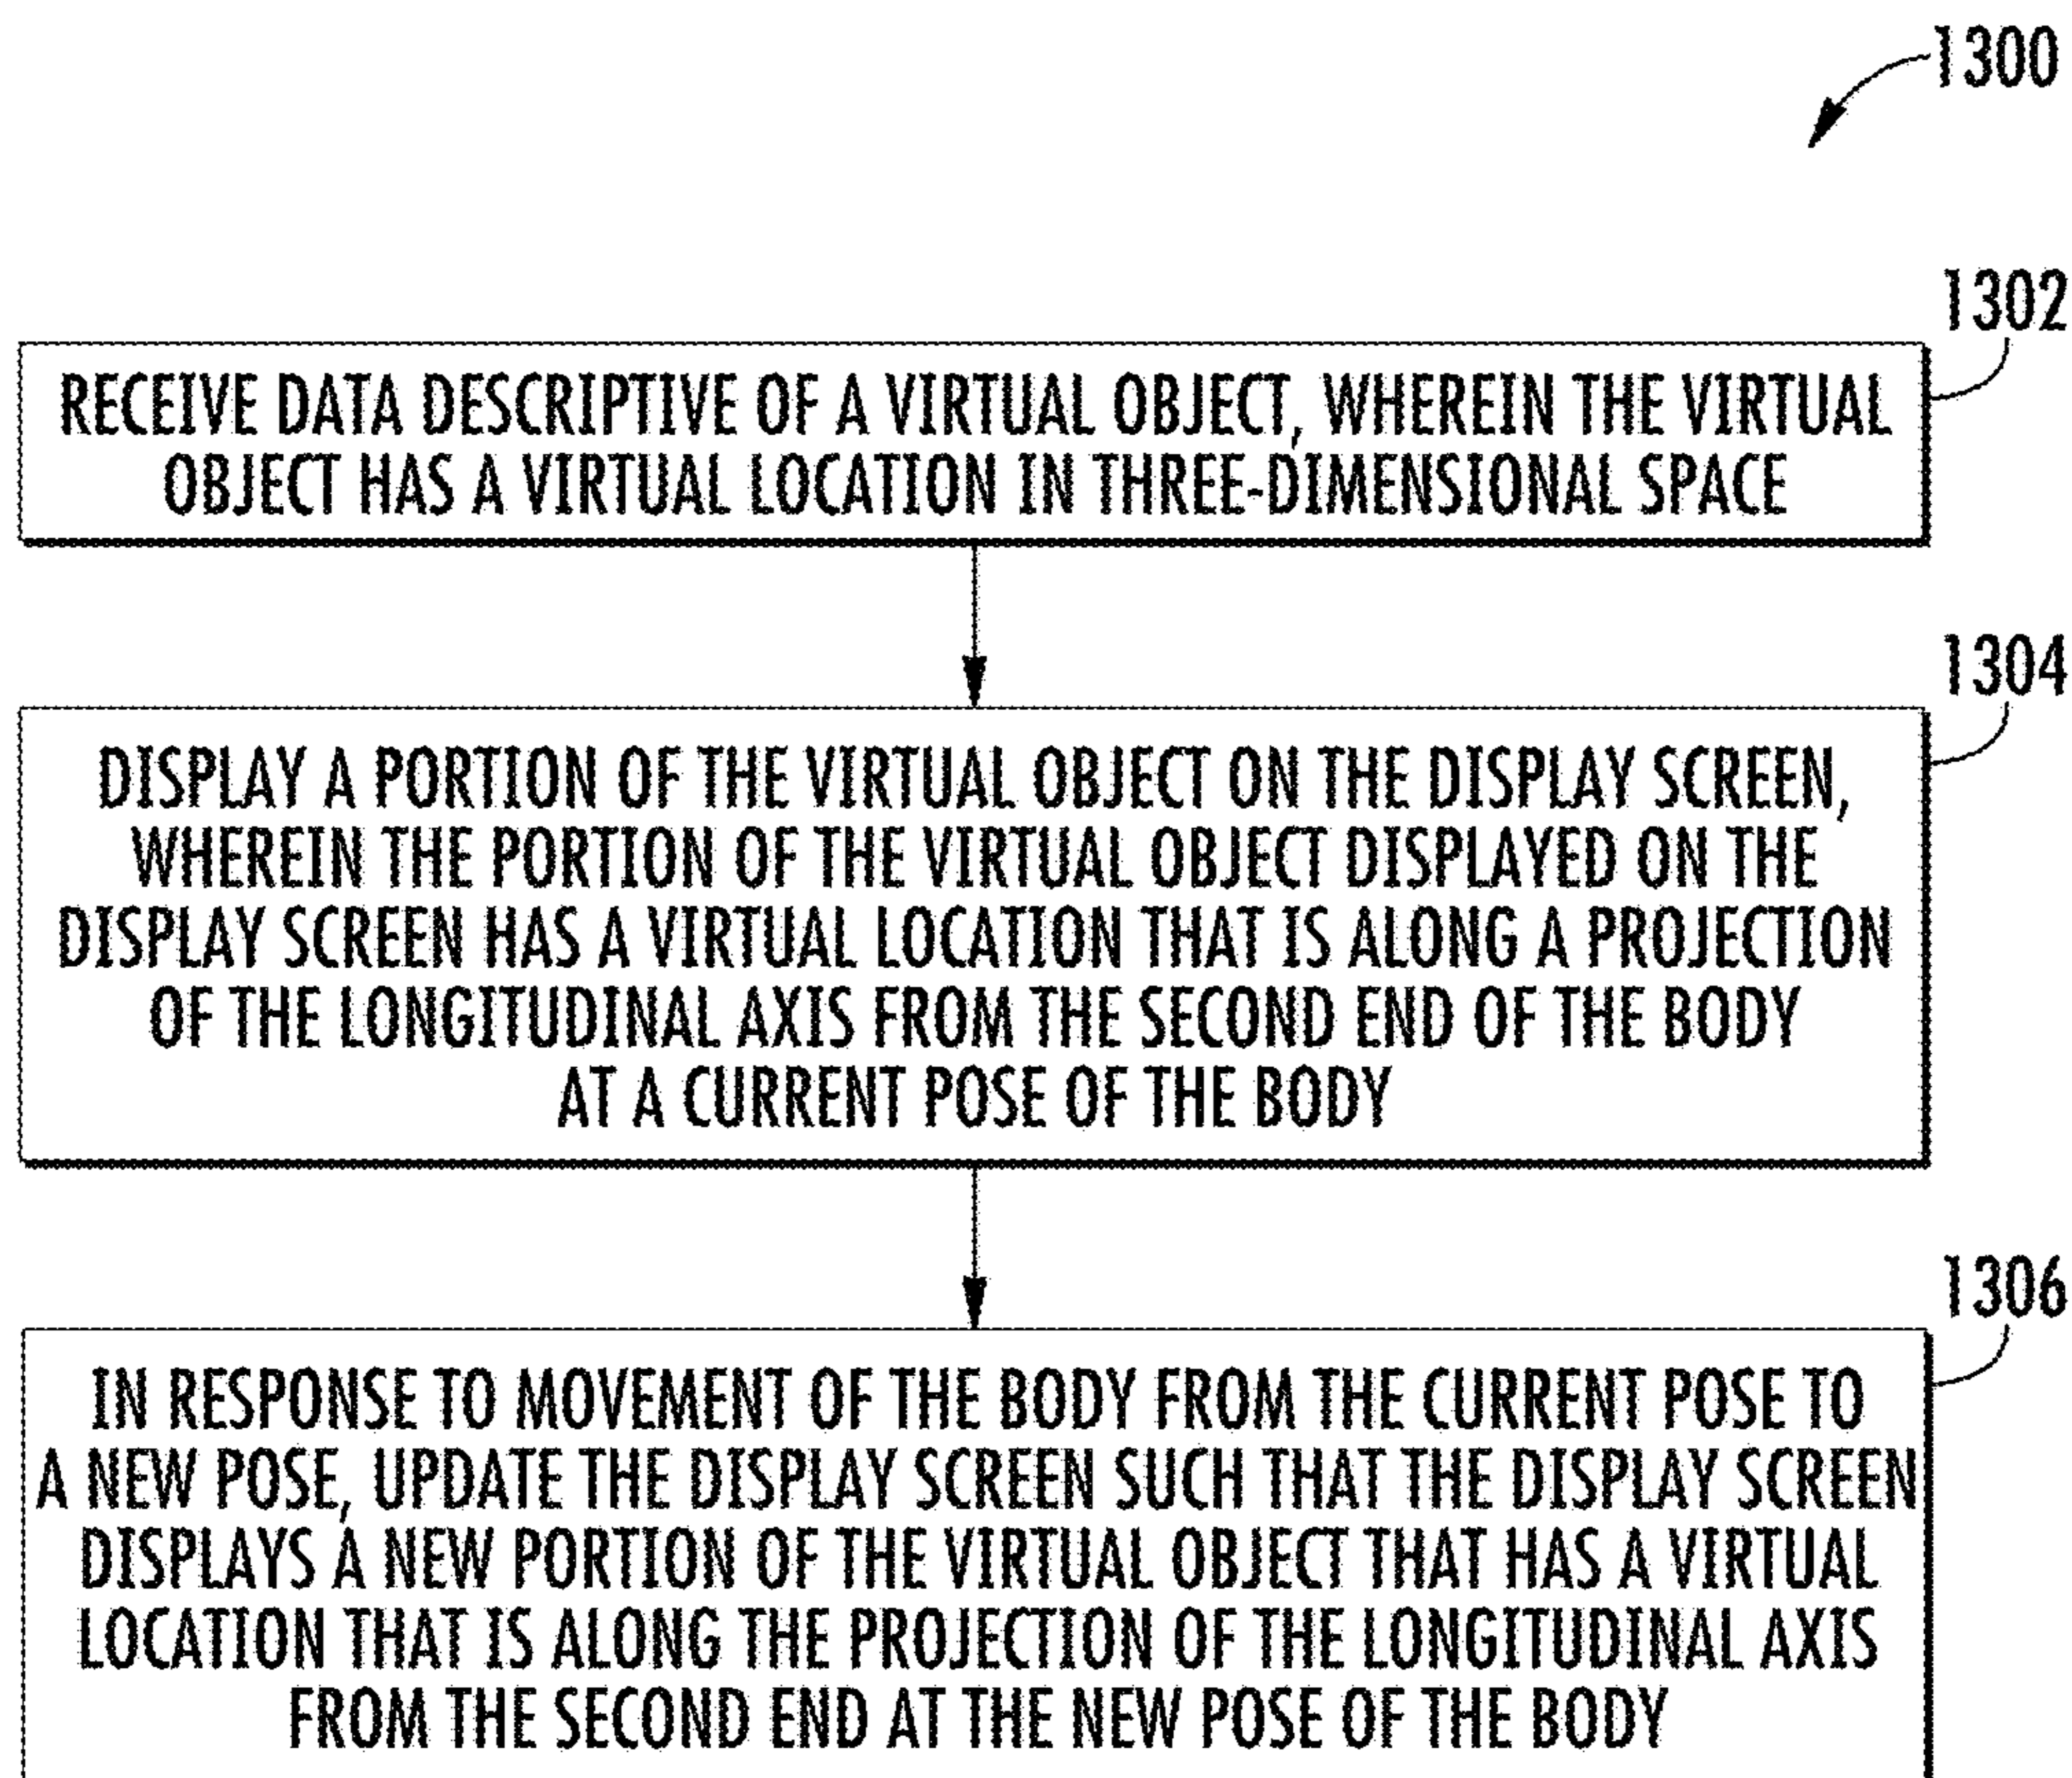 1300
1302
RECEIVE DATA DESCRIPTIVE OF A VIRTUAL OBJECT, WHEREIN THE VIRTUAL
OBJECT HAS A VIRTUAL LOCATION IN THREE-DIMENSIONAL SPACE
1304
DISPLAY A PORTION OF THE VIRTUAL OBJECT ON THE DISPLAY SCREEN,
WHEREIN THE PORTION OF THE VIRTUAL OBJECT DISPLAYED ON THE
DISPLAY SCREEN HAS A VIRTUAL LOCATION THAT IS ALONG A PROJECTION
OF THE LONGITUDINAL AXIS FROM THE SECOND END OF THE BODY
AT A CURRENT POSE OF THE BODY
1306
IN RESPONSE TO MOVEMENT OF THE BODY FROM THE CURRENT POSE TO
A NEW POSE, UPDATE THE DISPLAY SCREEN SUCH THAT THE DISPLAY SCREEN
DISPLAYS A NEW PORTION OF THE VIRTUAL OBJECT THAT HAS A VIRTUAL
LOCATION THAT IS ALONG THE PROJECTION OF THE LONGITUDINAL AXIS
FROM THE SECOND END AT THE NEW POSE OF THE BODY